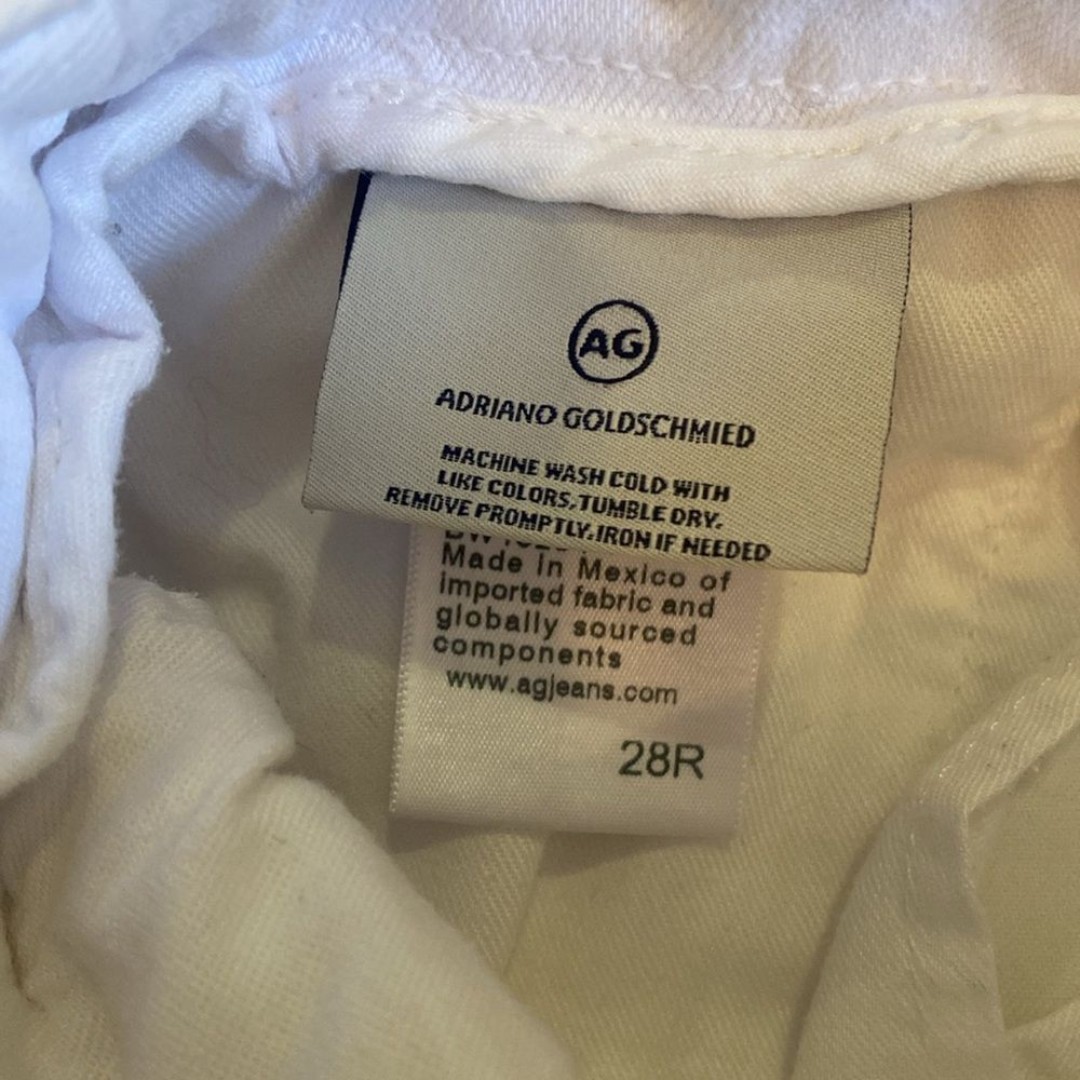 AG
ADRIANO GOLDSCHMIED
MACHINE WASH COLD WITH
LIKE COLORS, TUMBLE DRY.
REMOVE PROMPTLY, IRON IF NEEDED
Made in Mexico of
imported fabric and
globally sourced
components
www.agjeans.com
28R